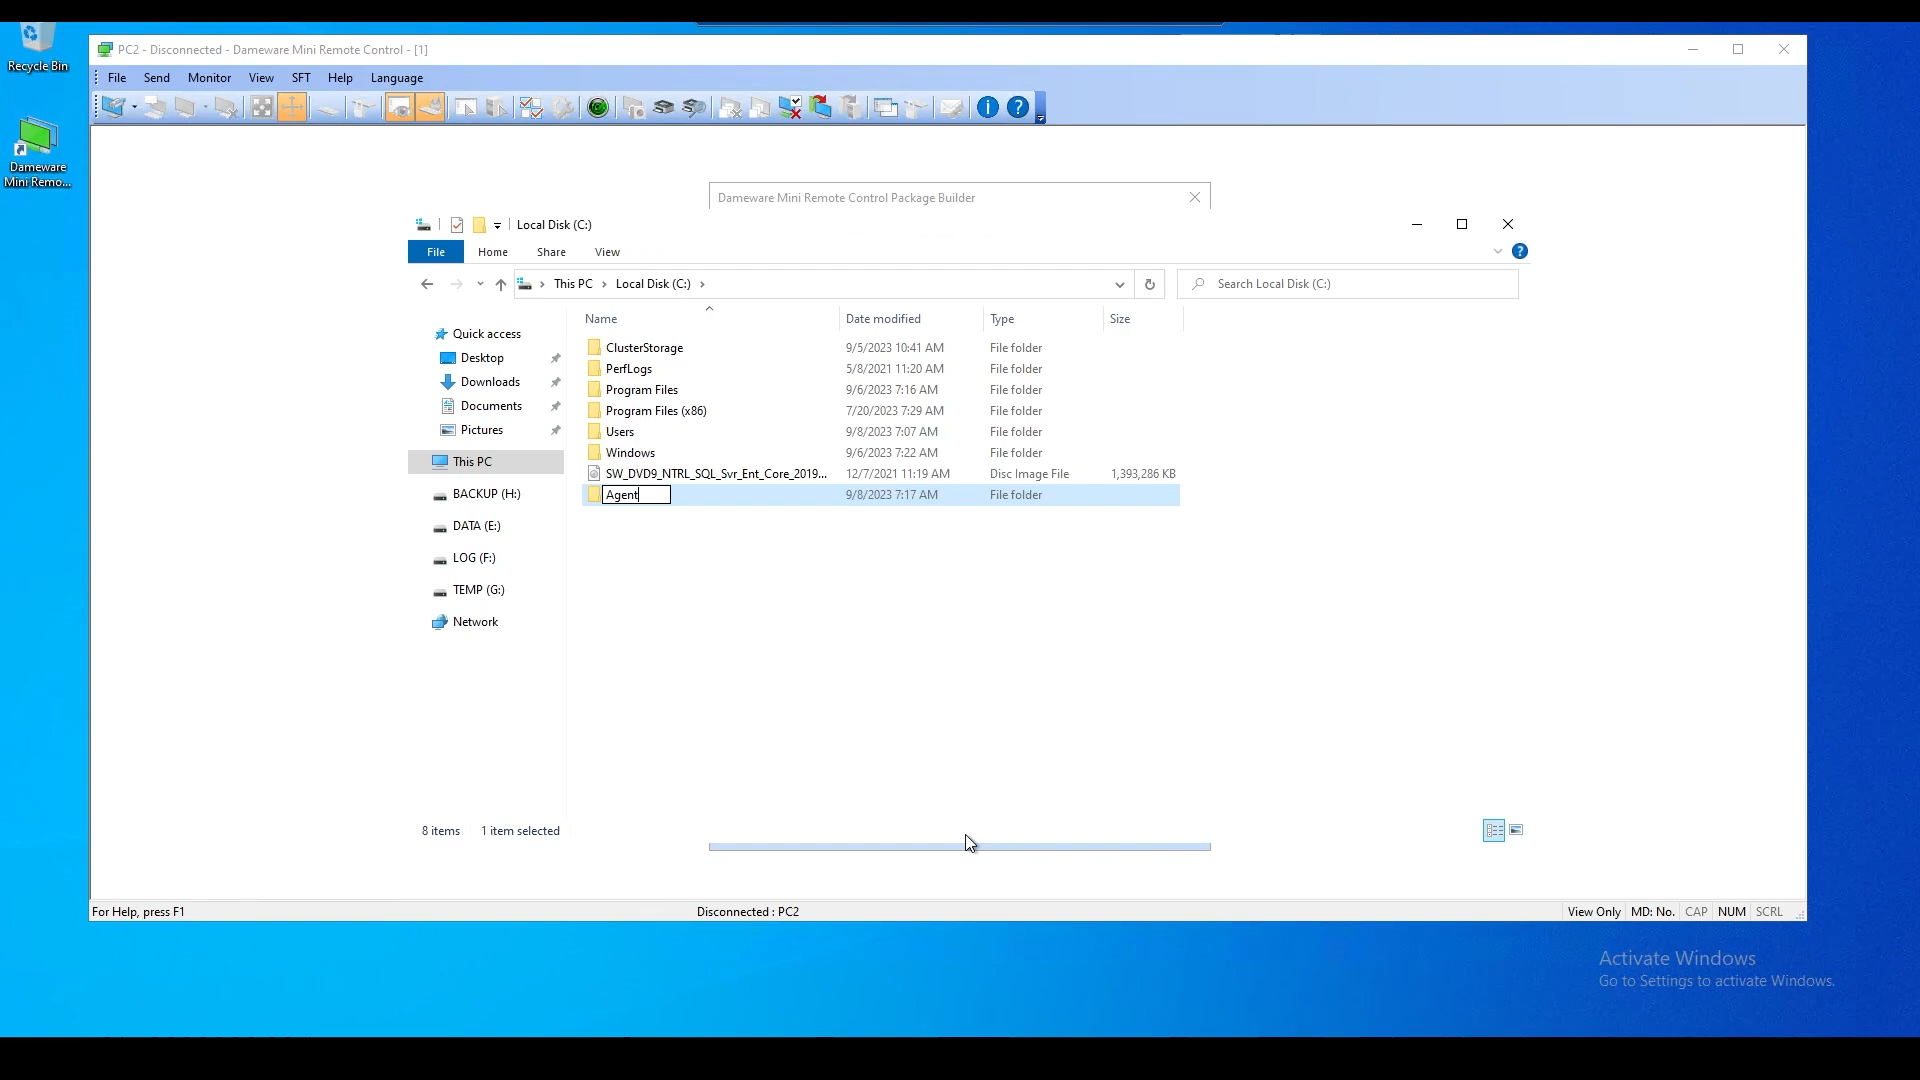 Recycle Bin
Dameware
Mini Remo...
PC2 - Disconnected - Dameware Mini Remote Control - [1]
File Send Monitor View SFT Help Language
Dameware Mini Remote Control Package Builder
Local Disk (C:)
File Home Share View
This PC > Local Disk (C:) >
Search Local Disk (C:)
Name Date modified Type Size
Quick access
Desktop
Downloads
Documents
Pictures
This PC
BACKUP (H:)
DATA (E:)
LOG (F:)
TEMP (G:)
Network
ClusterStorage 9/5/2023 10:41 AM File folder
PerfLogs 5/8/2021 11:20 AM File folder
Program Files 9/6/2023 7:16 AM File folder
Program Files (x86) 7/20/2023 7:29 AM File folder
Users 9/8/2023 7:07 AM File folder
Windows 9/6/2023 7:22 AM File folder
SW_DVD9_NTRL_SQL_Svr_Ent_Core_2019... 12/7/2021 11:19 AM Disc Image File 1,393,286 KB
Agent 9/8/2023 7:17 AM File folder
8 items 1 item selected
For Help, press F1 Disconnected : PC2 View Only MD: No. CAP NUM SCRL
Activate Windows
Go to Settings to activate Windows.